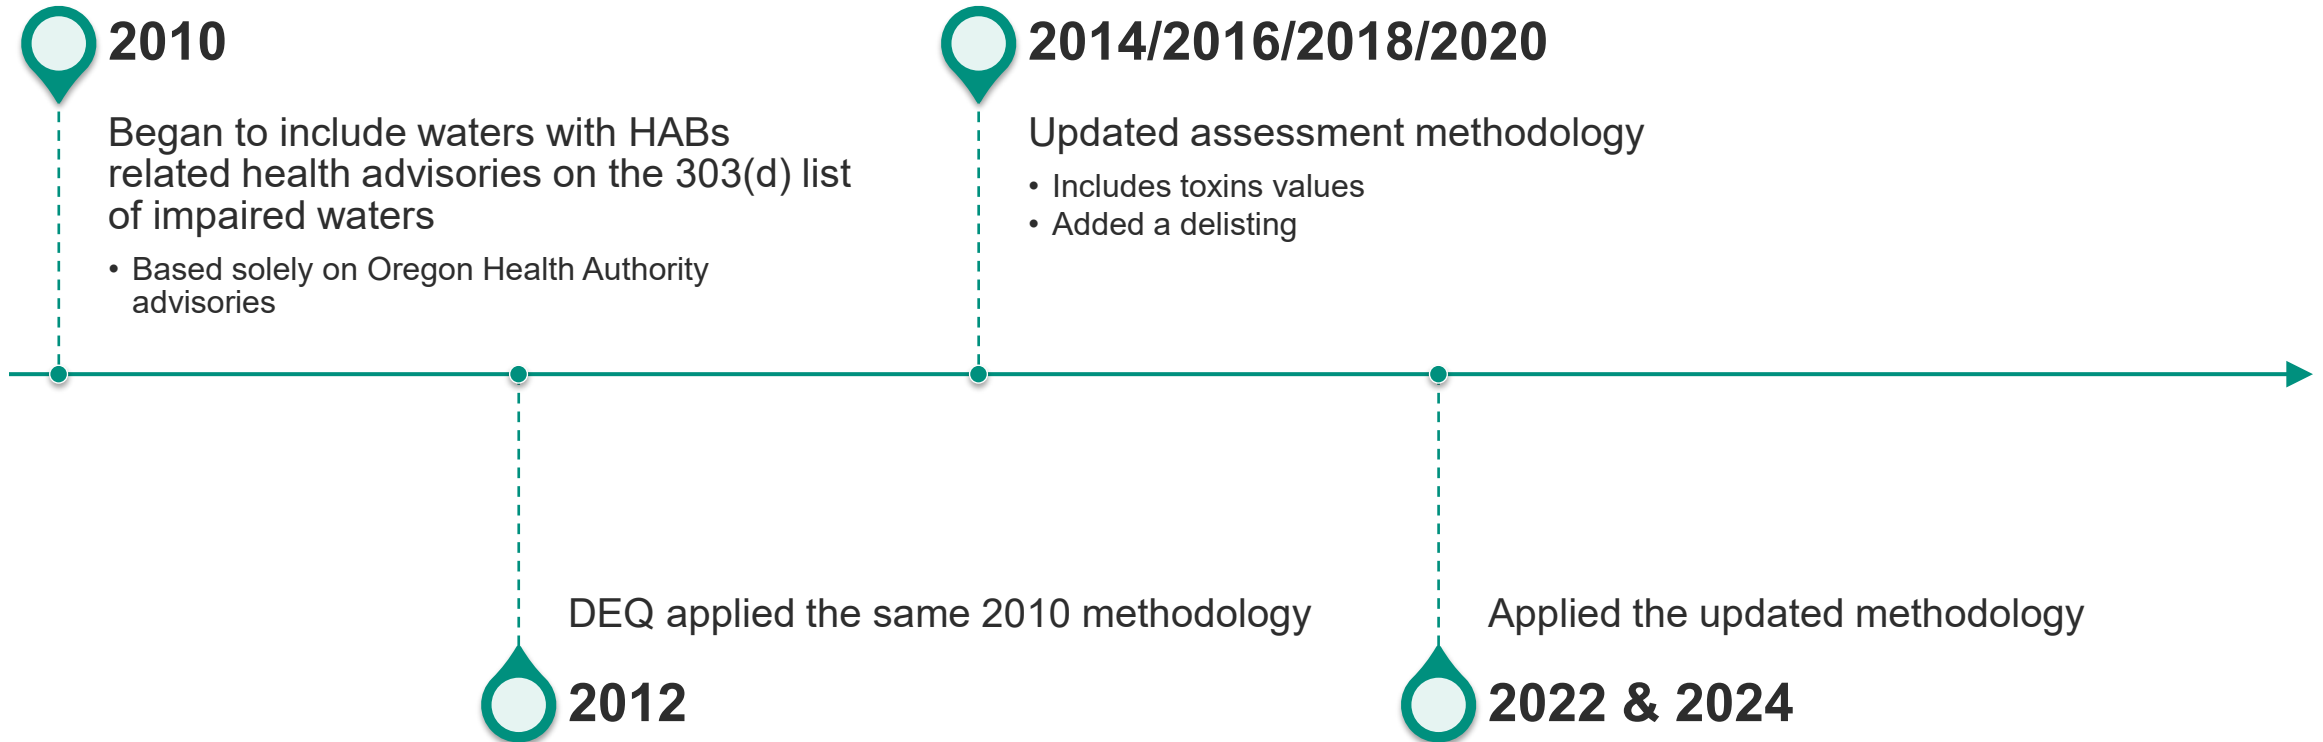 2010
Began to include waters with HABs
related health advisories on the 303(d) list
of impaired waters
• Based solely on Oregon Health Authority
advisories
2014/2016/2018/2020
Updated assessment methodology
• Includes toxins values
• Added a delisting
DEQ applied the same 2010 methodology
2012
Applied the updated methodology
2022 & 2024